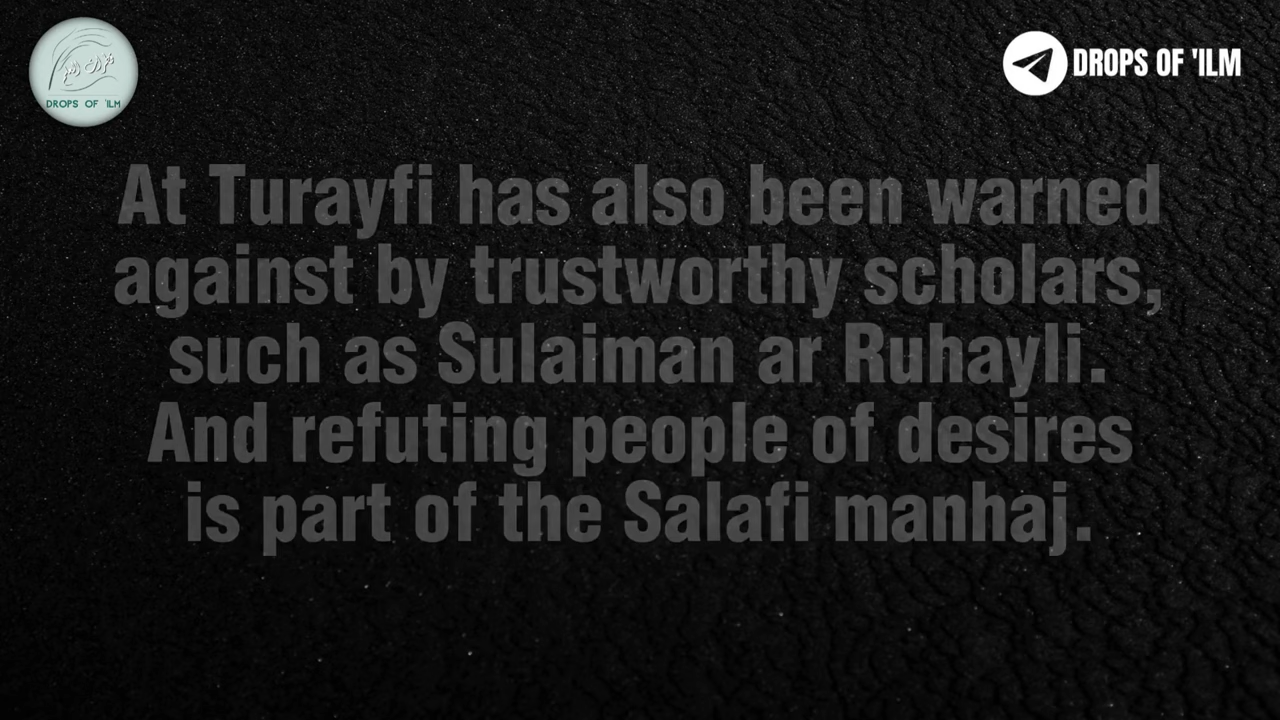 DROPS OF 'ILM
DROPS OF 'ILM
At Turayfi has also been warned
against by trustworthy scholars,
such as Sulaiman ar Ruhayli.
And refuting people of desires
is part of the Salafi manhaj.